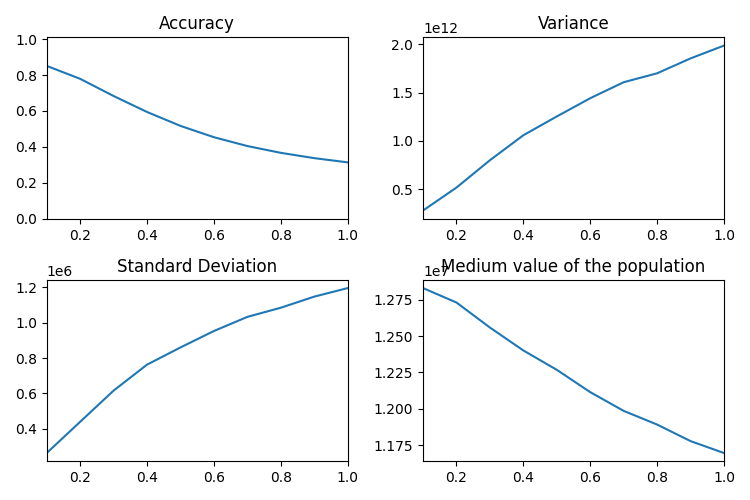 Accuracy
1.0
0.8
0.6
0.4
0.2
0.0
0.2 0.4 0.6 0.8 1.0
Variance
1e12
2.0
1.5
1.0
0.5
0.2 0.4 0.6 0.8 1.0
Standard Deviation
1e6
1.2
1.0
0.8
0.6
0.4
0.2 0.4 0.6 0.8 1.0
Medium value of the population
1e7
1.275
1.250
1.225
1.200
1.175
0.2 0.4 0.6 0.8 1.0